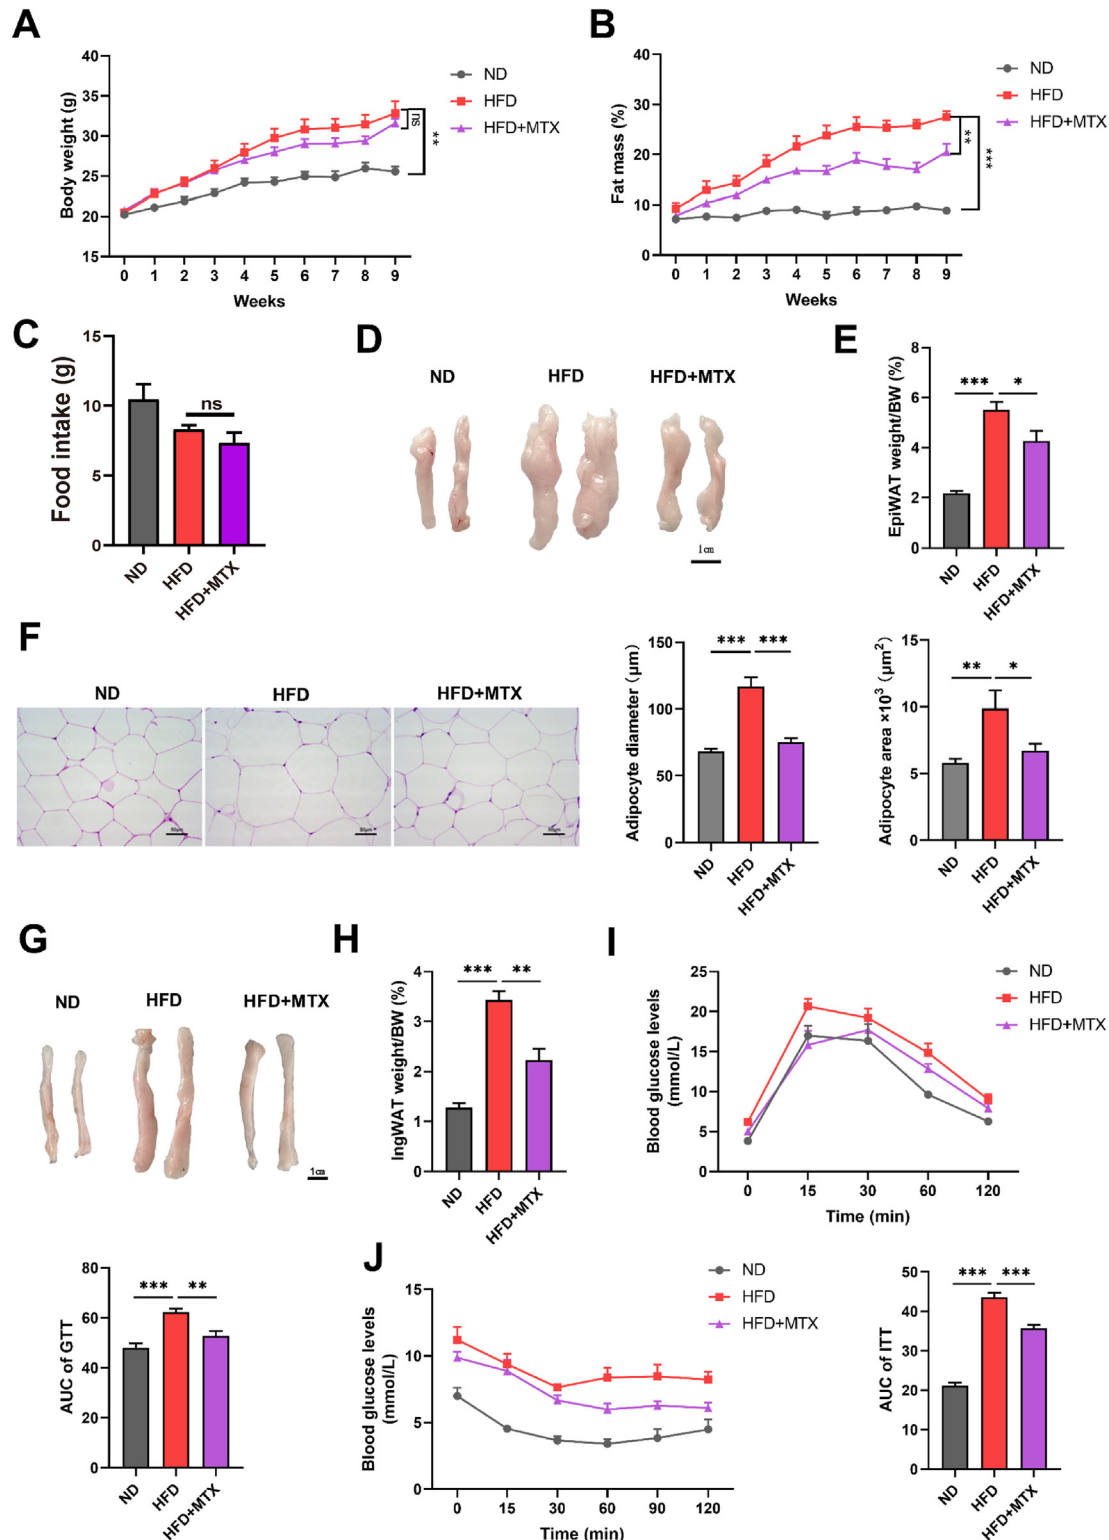 A
Body weight (g)
40
35
30
25
20
15
0 1 2 3 4 5 6 7 8 9
Weeks
ND
HFD
HFD+MTX
ns
**
B
Fat mass (%)
40
30
20
10
0
0 1 2 3 4 5 6 7 8 9
Weeks
ND
HFD
HFD+MTX
**
***
C
Food intake (g)
15
10
5
0
ns
ND HFD HFD+MTX
D
ND HFD HFD+MTX
1cm
E
EpiWAT weight/BW (%)
8
6
4
2
0
*** *
ND HFD HFD+MTX
F
ND HFD HFD+MTX
50μm 50μm 50μm
Adipocyte diameter (μm)
150
100
50
0
*** ***
ND HFD HFD+MTX
Adipocyte area ×10³ (μm²)
15
10
5
0
** *
ND HFD HFD+MTX
G
ND HFD HFD+MTX
1cm
H
IngWAT weight/BW (%)
4
3
2
1
0
*** **
ND HFD HFD+MTX
I
Blood glucose levels
(mmol/L)
25
20
15
10
5
0
0 15 30 60 120
Time (min)
ND
HFD
HFD+MTX
AUC of GTT
80
60
40
20
0
*** **
ND HFD HFD+MTX
J
Blood glucose levels
(mmol/L)
15
10
5
0
0 15 30 60 90 120
Time (min)
ND
HFD
HFD+MTX
AUC of ITT
50
40
30
20
10
0
*** ***
ND HFD HFD+MTX